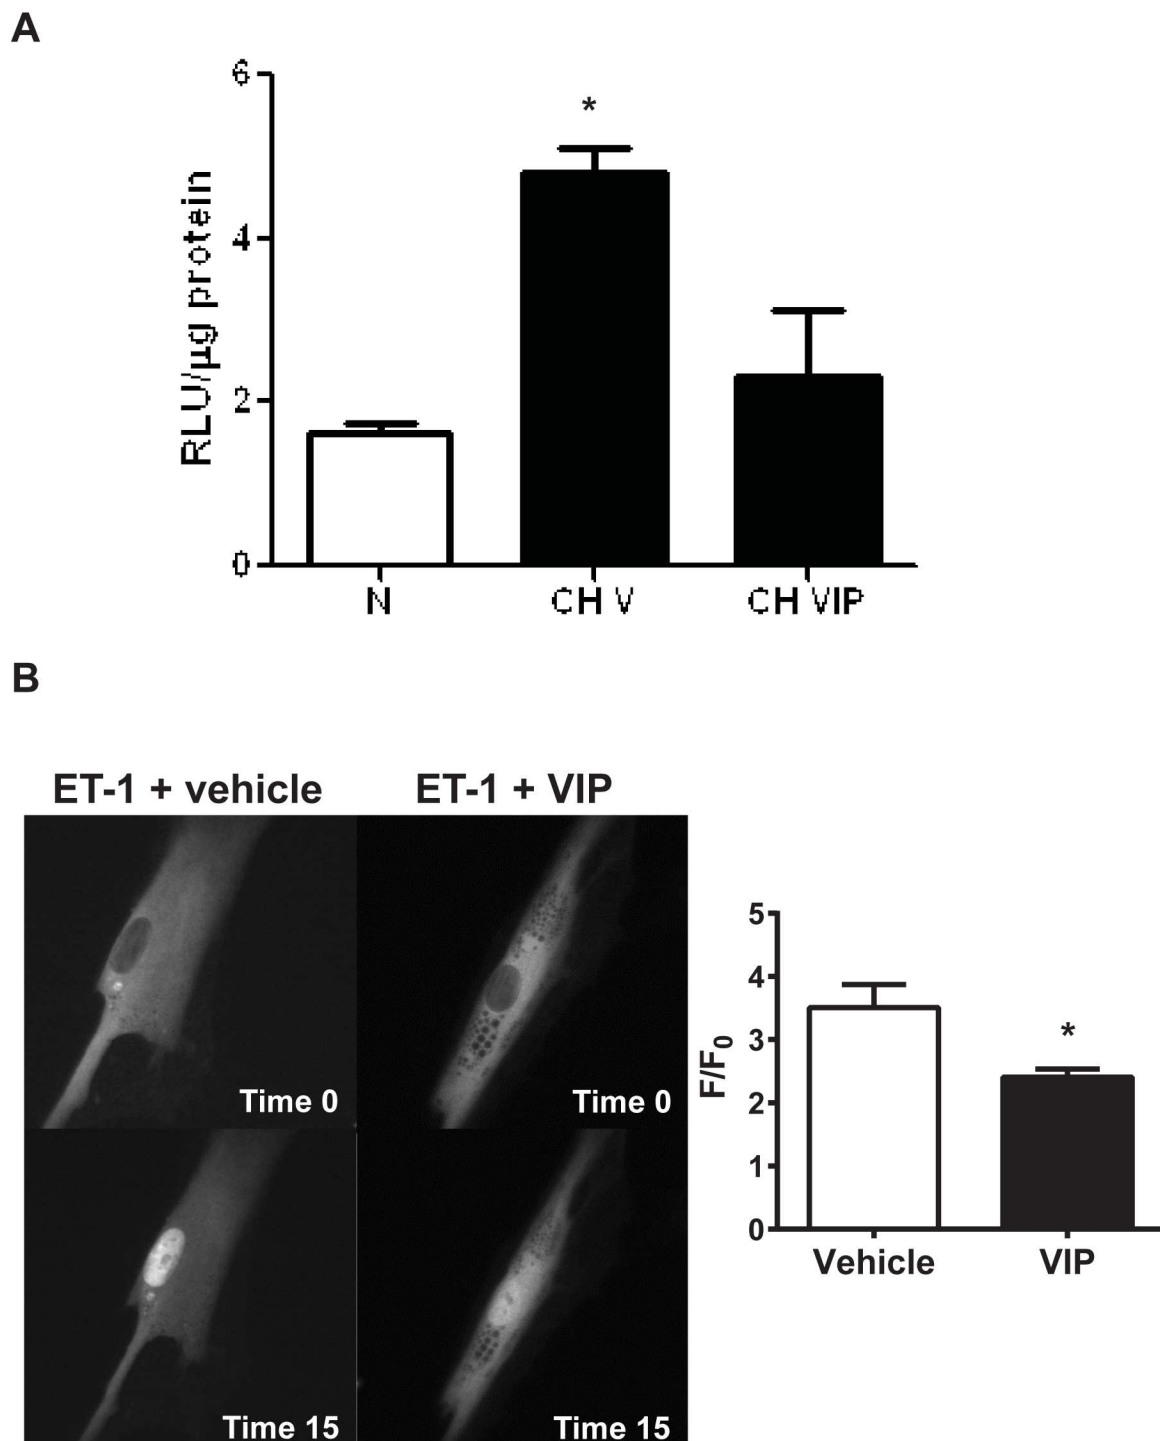 A
6
*
4
RLU/µg protein
2
0
N CH V CH VIP
B
ET-1 + vehicle ET-1 + VIP
5
4
*
3
F/F0
2
1
0
Time 0 Time 0
Vehicle VIP
Time 15 Time 15